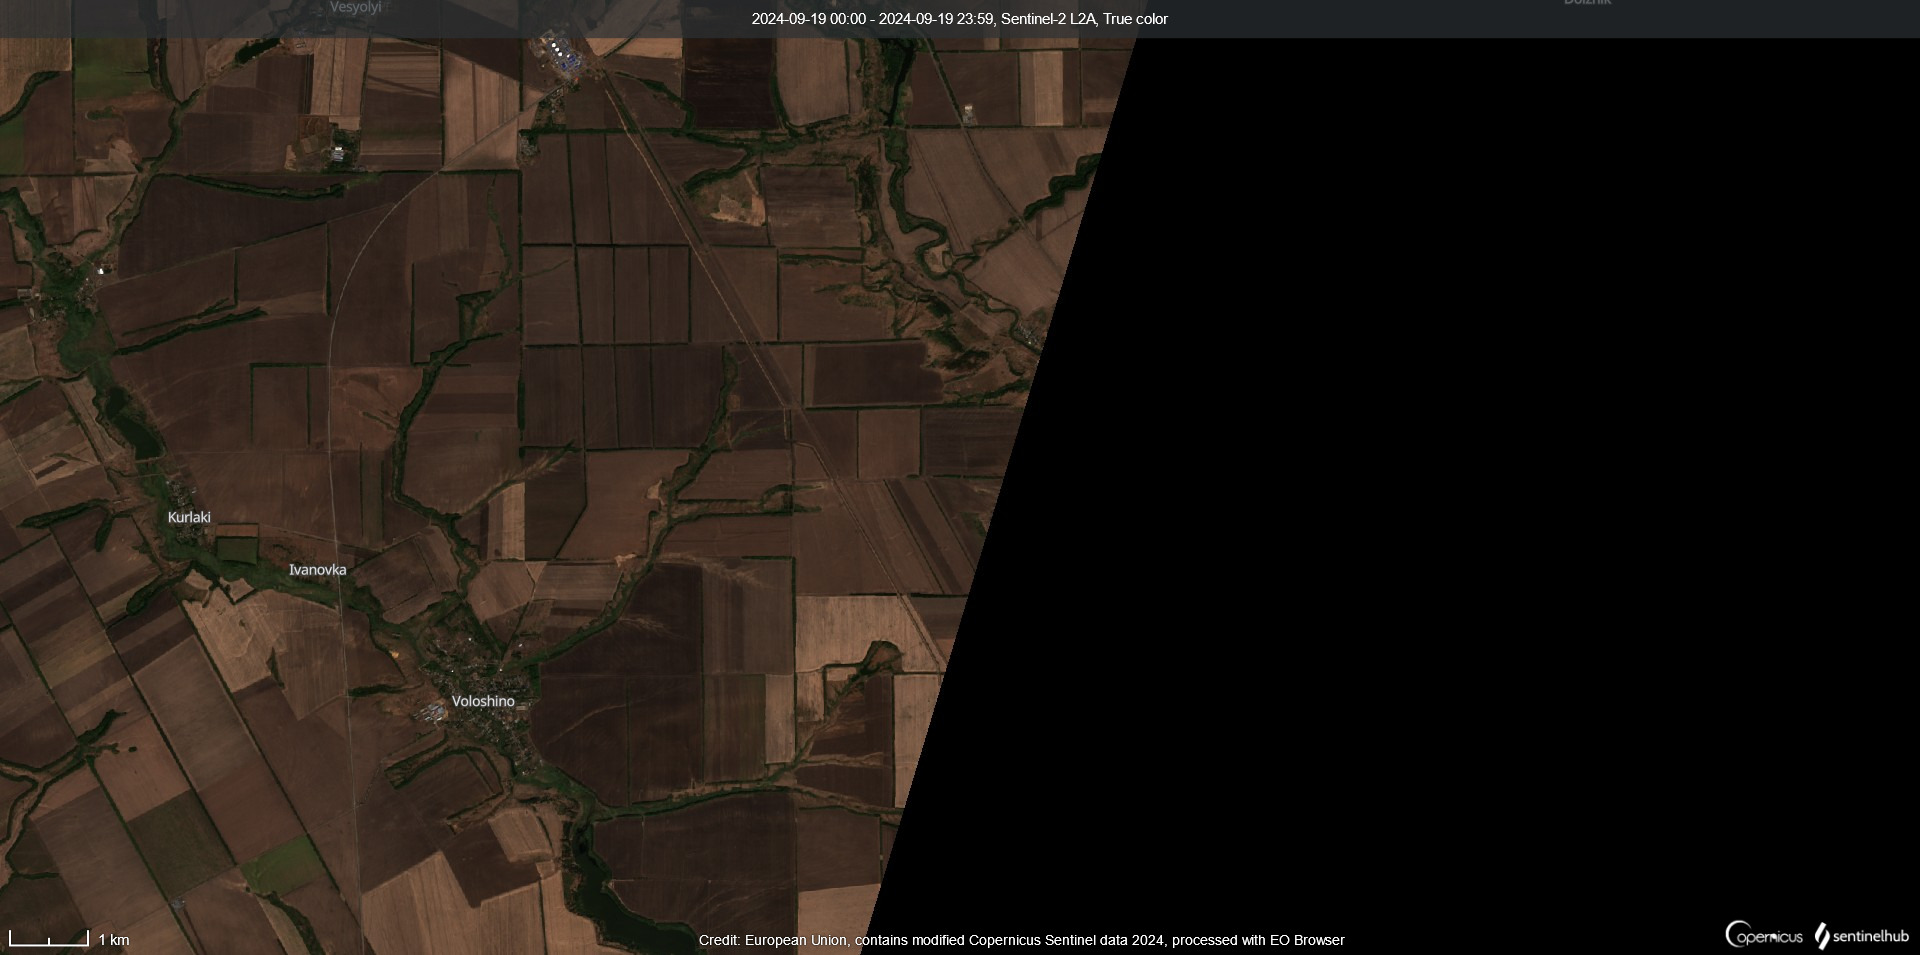 Vesyolyi
2024-09-19 00:00 - 2024-09-19 23:59, Sentinel-2 L2A, True color
Kurlaki
Ivanovka
Voloshino
1 km
Credit: European Union, contains modified Copernicus Sentinel data 2024, processed with EO Browser
opernicus
sentinelhub